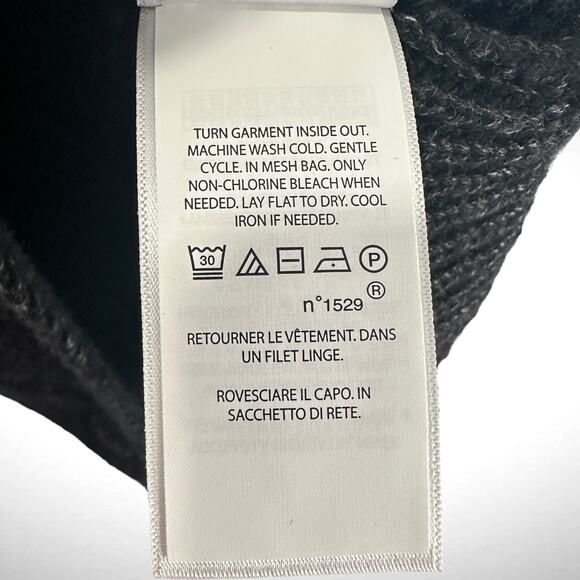 TURN GARMENT INSIDE OUT.
MACHINE WASH COLD. GENTLE
CYCLE. IN MESH BAG. ONLY
NON-CHLORINE BLEACH WHEN
NEEDED. LAY FLAT TO DRY. COOL
IRON IF NEEDED.
30 P
n°1529 ®
RETOURNER LE VÊTEMENT. DANS
UN FILET LINGE.
ROVESCIARE IL CAPO. IN
SACCHETTO DI RETE.